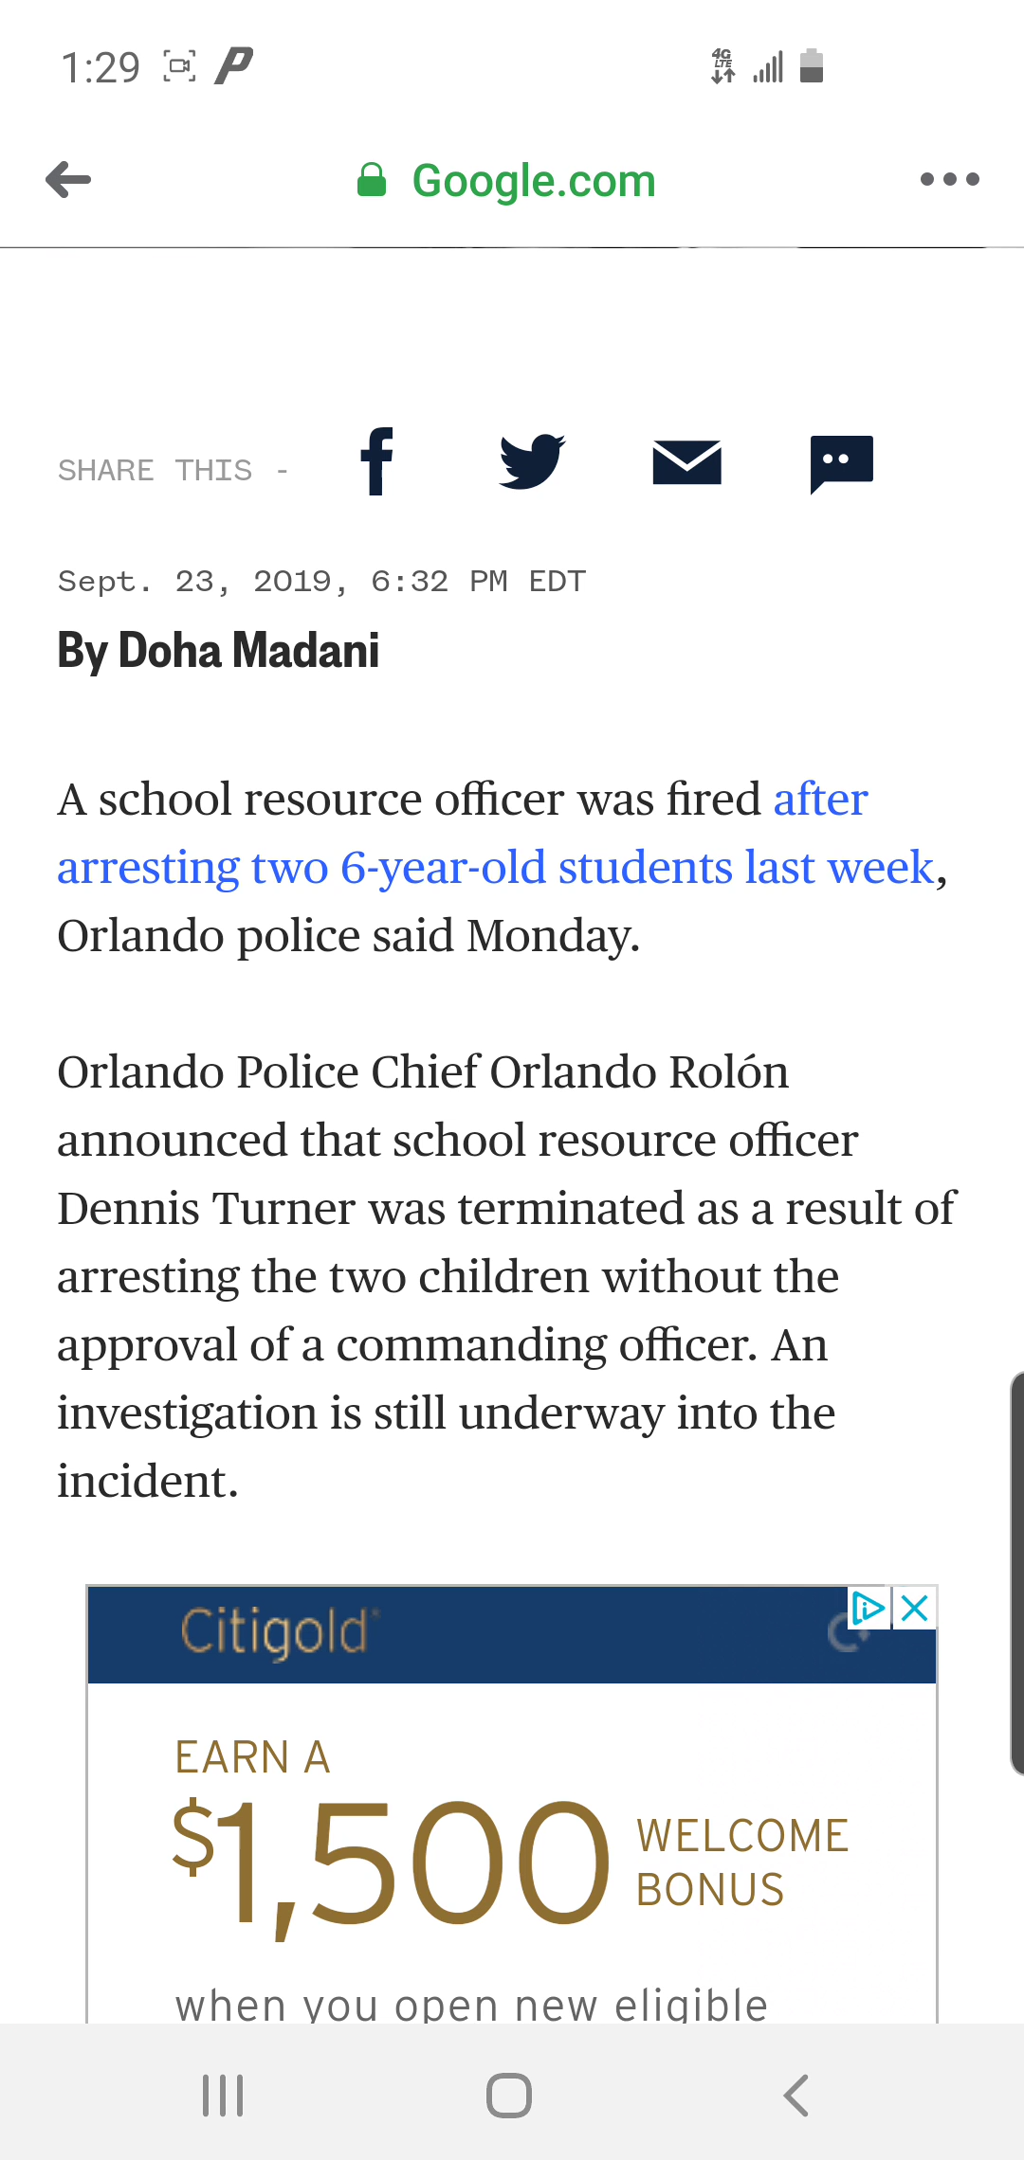 1:29
4G
LTE
Google.com
SHARE THIS -
Sept. 23, 2019, 6:32 PM EDT
By Doha Madani
A school resource officer was fired after
arresting two 6-year-old students last week,
Orlando police said Monday.
Orlando Police Chief Orlando Rolón
announced that school resource officer
Dennis Turner was terminated as a result of
arresting the two children without the
approval of a commanding officer. An
investigation is still underway into the
incident.
Citigold®
EARN A
$1,500 WELCOME
BONUS
when you open new eligible